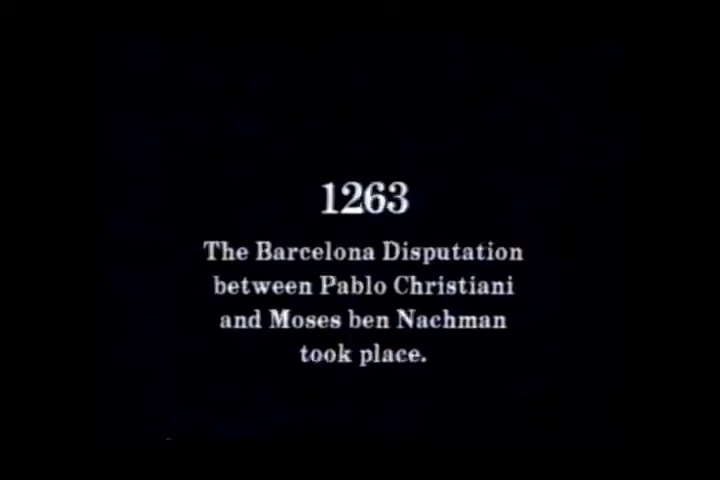 1263
The Barcelona Disputation
between Pablo Christiani
and Moses ben Nachman
took place.